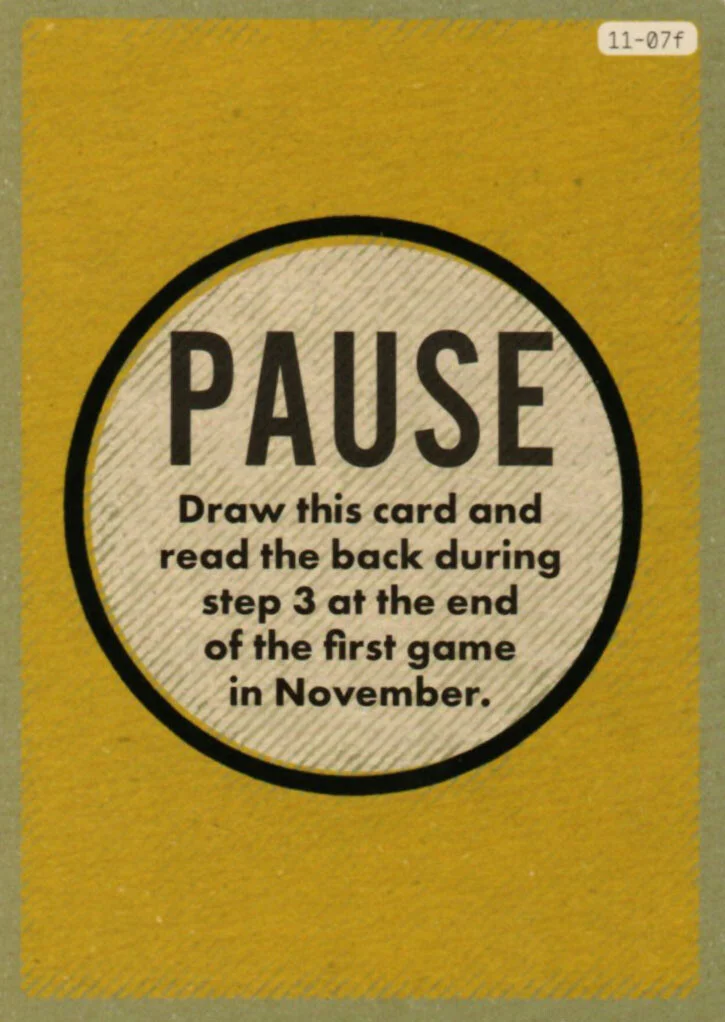 11-07f
PAUSE
Draw this card and
read the back during
step 3 at the end
of the first game
in November.